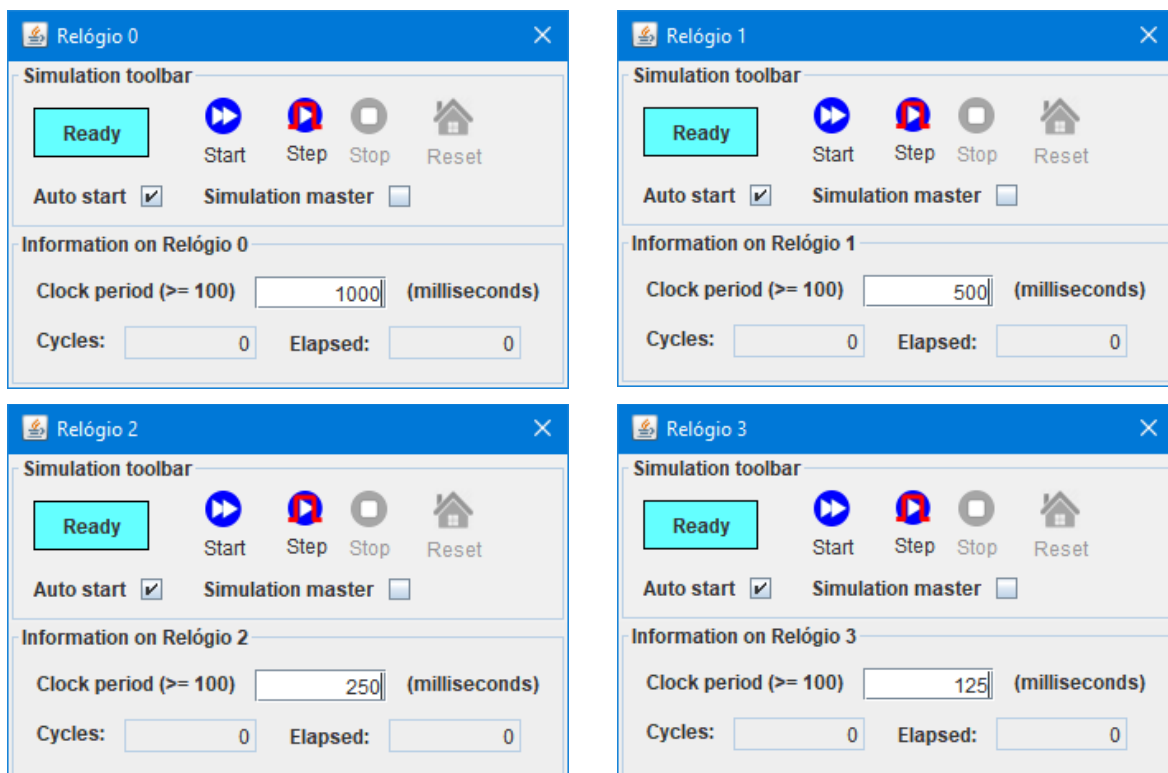 Relógio 0
Simulation toolbar
Ready
Start Step Stop Reset
Auto start Simulation master
Information on Relógio 0
Clock period (>= 100) 1000 (milliseconds)
Cycles: 0 Elapsed: 0
Relógio 1
Simulation toolbar
Ready
Start Step Stop Reset
Auto start Simulation master
Information on Relógio 1
Clock period (>= 100) 500 (milliseconds)
Cycles: 0 Elapsed: 0
Relógio 2
Simulation toolbar
Ready
Start Step Stop Reset
Auto start Simulation master
Information on Relógio 2
Clock period (>= 100) 250 (milliseconds)
Cycles: 0 Elapsed: 0
Relógio 3
Simulation toolbar
Ready
Start Step Stop Reset
Auto start Simulation master
Information on Relógio 3
Clock period (>= 100) 125 (milliseconds)
Cycles: 0 Elapsed: 0